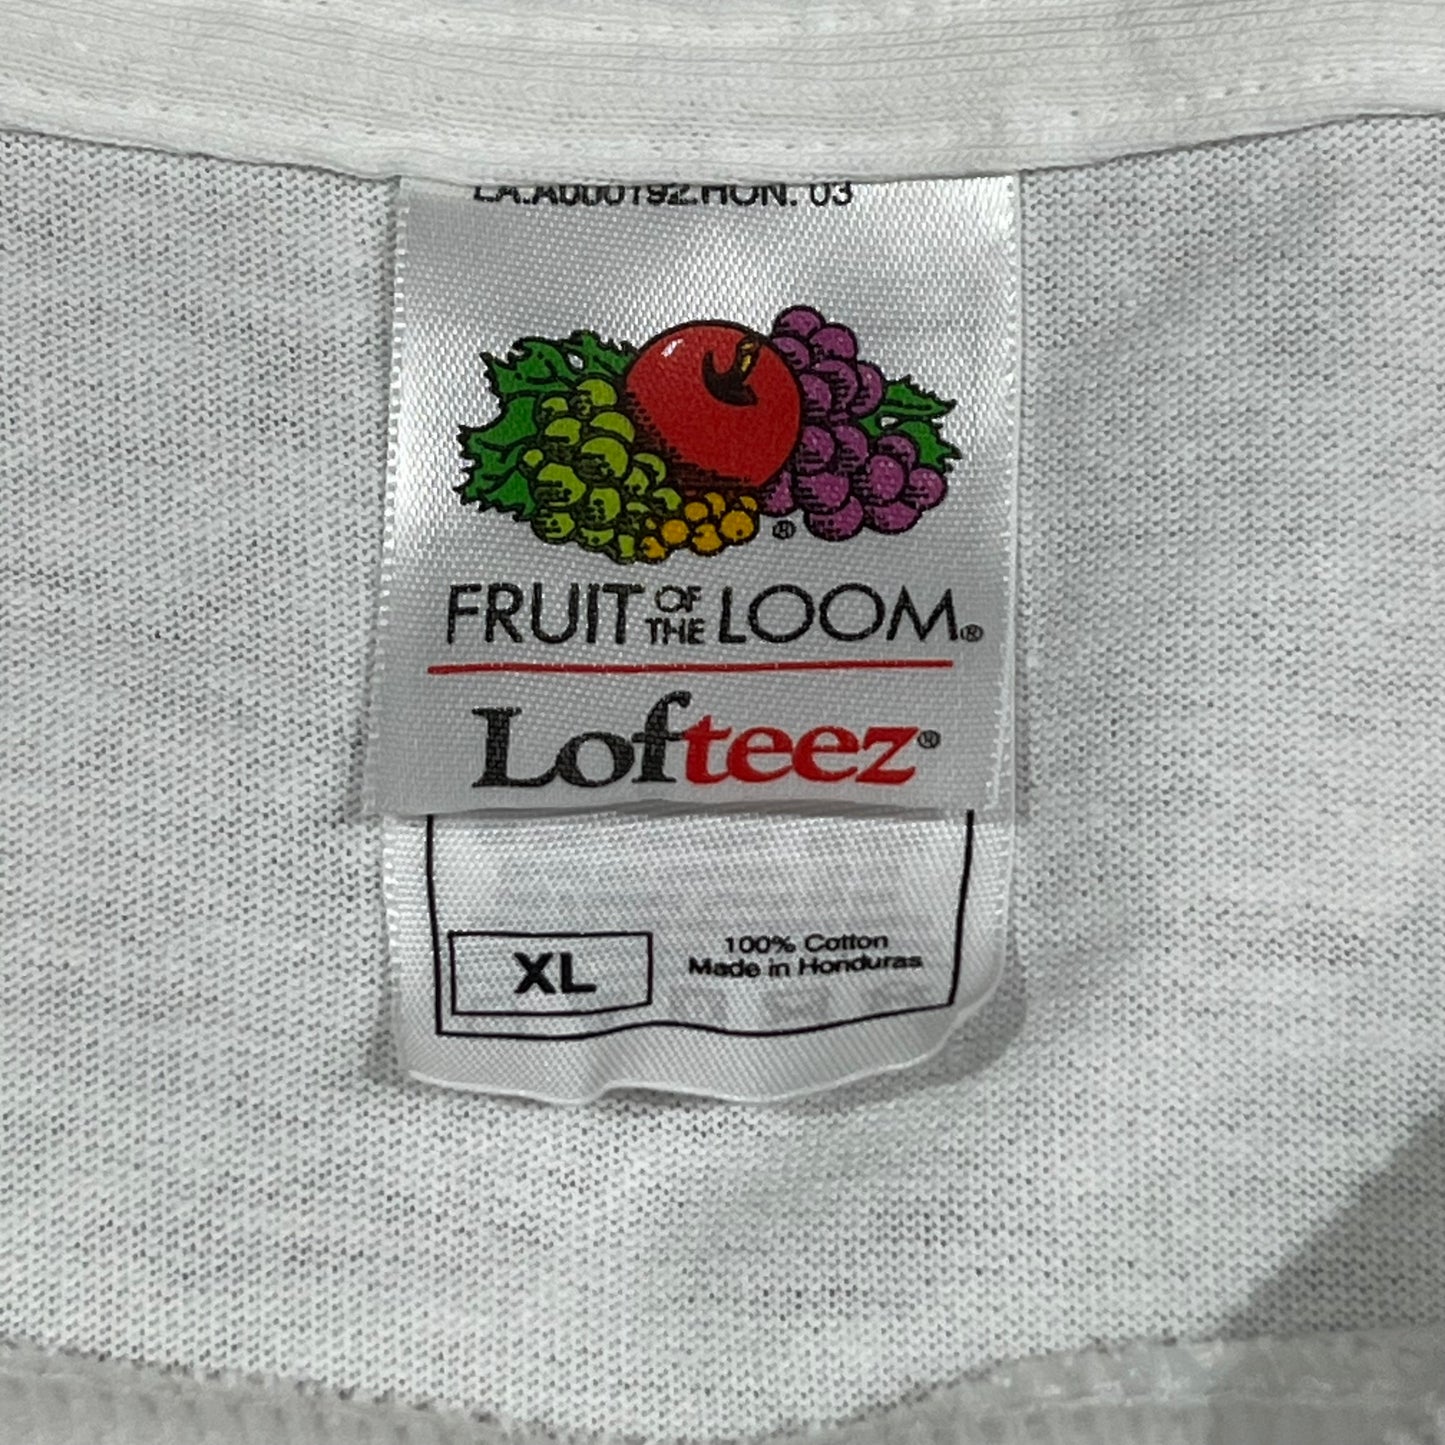 LA.A000192.HON. 03
®
FRUIT OF THE LOOM®
Lofteez®
XL
100% Cotton
Made in Honduras